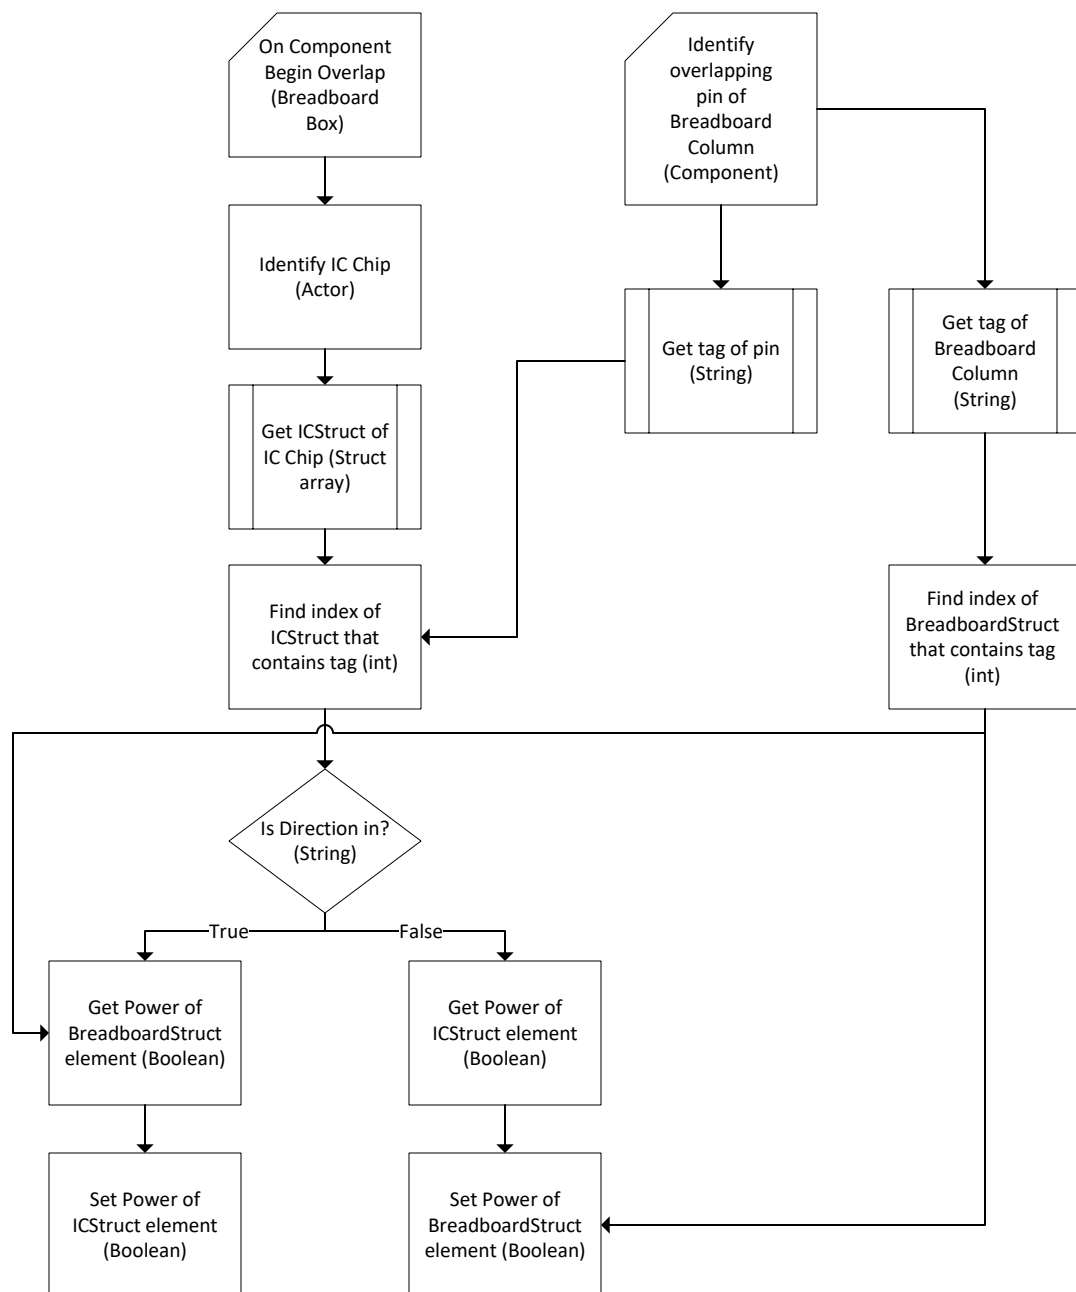 On Component
Begin Overlap
(Breadboard
Box)
Identify
overlapping
pin of
Breadboard
Column
(Component)
Identify IC Chip
(Actor)
Get tag of pin
(String)
Get tag of
Breadboard
Column
(String)
Get ICStruct of
IC Chip (Struct
array)
Find index of
ICStruct that
contains tag (int)
Find index of
BreadboardStruct
that contains tag
(int)
Is Direction in?
(String)
True
False
Get Power of
BreadboardStruct
element (Boolean)
Get Power of
ICStruct element
(Boolean)
Set Power of
ICStruct element
(Boolean)
Set Power of
BreadboardStruct
element (Boolean)